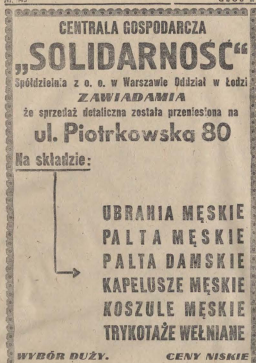 CENTRALA GOSPODARCZA
„SOLIDARNOŚĆ“
Spółdzielnia z o. o. w Warszawie Oddział w Łodzi
ZAWIADAMIA
że sprzedaż detaliczna została przeniesiona na
ul. Piotrkowska 80
Na składzie:
UBRANIA MĘSKIE
PALTA MĘSKIE
PALTA DAMSKIE
KAPELUSZE MĘSKIE
KOSZULE MĘSKIE
TRYKOTAŻE WEŁNIANE
WYBÓR DUŻY. CENY NISKIE